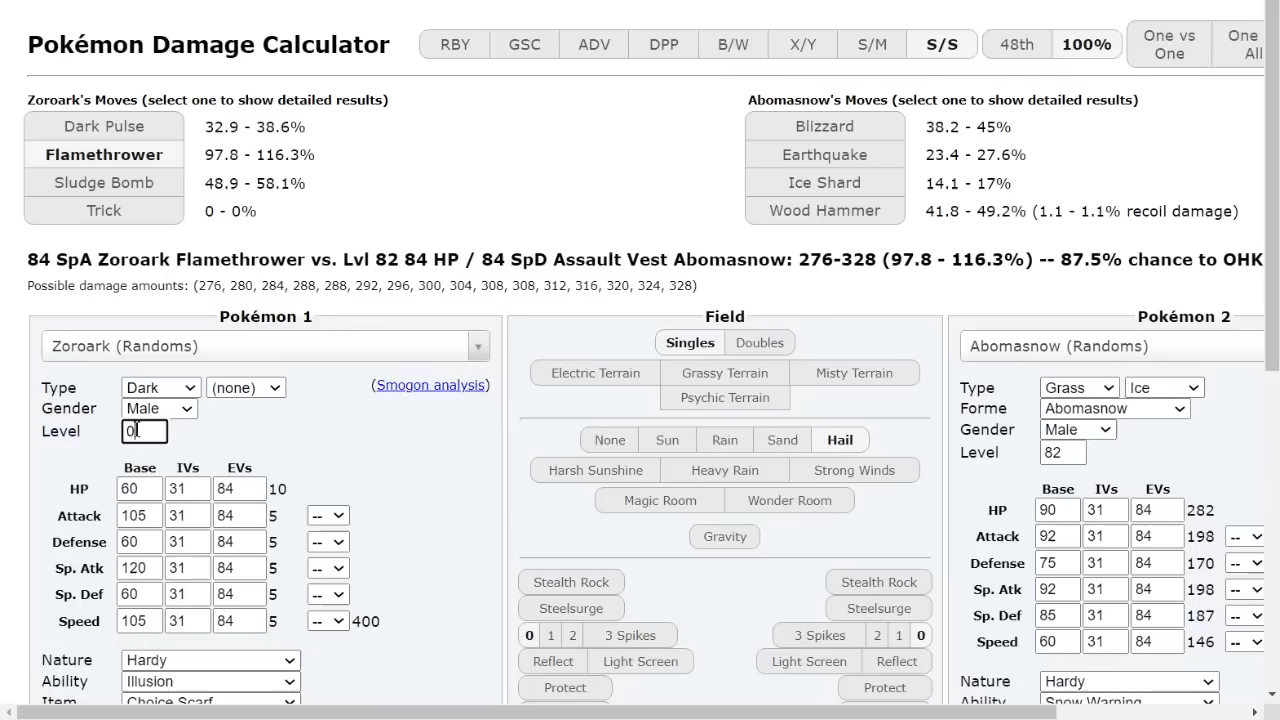 Pokémon Damage Calculator
RBY GSC ADV DPP B/W X/Y S/M S/S 48th 100% One vs One One All
Zoroark's Moves (select one to show detailed results)
Dark Pulse 32.9 - 38.6%
Flamethrower 97.8 - 116.3%
Sludge Bomb 48.9 - 58.1%
Trick 0 - 0%
Abomasnow's Moves (select one to show detailed results)
Blizzard 38.2 - 45%
Earthquake 23.4 - 27.6%
Ice Shard 14.1 - 17%
Wood Hammer 41.8 - 49.2% (1.1 - 1.1% recoil damage)
84 SpA Zoroark Flamethrower vs. Lvl 82 84 HP / 84 SpD Assault Vest Abomasnow: 276-328 (97.8 - 116.3%) -- 87.5% chance to OHK
Possible damage amounts: (276, 280, 284, 288, 288, 292, 296, 300, 304, 308, 308, 312, 316, 320, 324, 328)
Pokémon 1
Zoroark (Randoms)
Type Dark (none) (Smogon analysis)
Gender Male
Level 0
Base IVs EVs
HP 60 31 84 10
Attack 105 31 84 5 --
Defense 60 31 84 5 --
Sp. Atk 120 31 84 5 --
Sp. Def 60 31 84 5 --
Speed 105 31 84 5 -- 400
Nature Hardy
Ability Illusion
Item Choice Scarf
Field
Singles Doubles
Electric Terrain Grassy Terrain Misty Terrain
Psychic Terrain
None Sun Rain Sand Hail
Harsh Sunshine Heavy Rain Strong Winds
Magic Room Wonder Room
Gravity
Stealth Rock Stealth Rock
Steelsurge Steelsurge
0 1 2 3 Spikes 3 Spikes 2 1 0
Reflect Light Screen Light Screen Reflect
Protect Protect
Pokémon 2
Abomasnow (Randoms)
Type Grass Ice
Forme Abomasnow
Gender Male
Level 82
Base IVs EVs
HP 90 31 84 282
Attack 92 31 84 198 --
Defense 75 31 84 170 --
Sp. Atk 92 31 84 198 --
Sp. Def 85 31 84 187 --
Speed 60 31 84 146 --
Nature Hardy
Ability Snow Warning